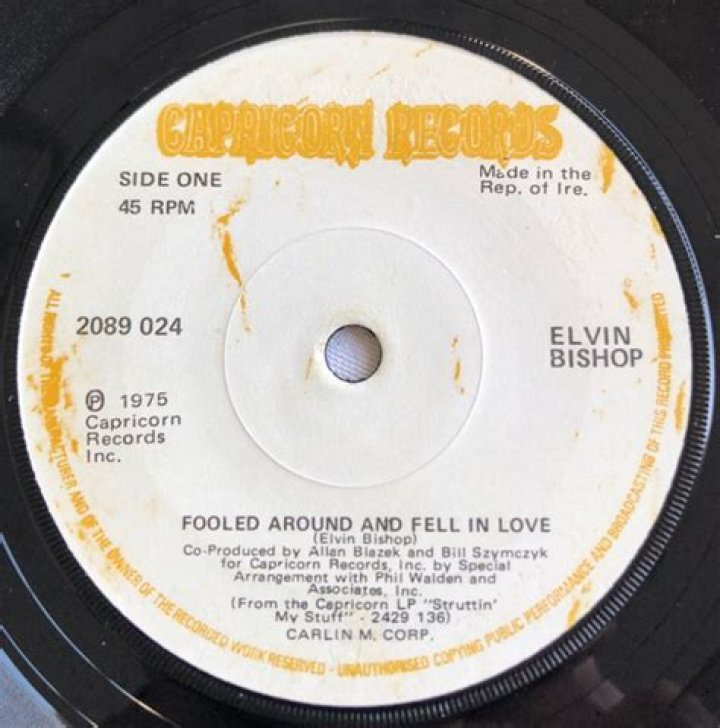 CAPRICORN RECORDS
SIDE ONE
45 RPM
Made in the
Rep. of Ire.
2089 024
ELVIN
BISHOP
Ⓟ 1975
Capricorn
Records
Inc.
FOOLED AROUND AND FELL IN LOVE
(Elvin Bishop)
Co-Produced by Allan Blazek and Bill Szymczyk
for Capricorn Records, Inc. by Special
Arrangement with Phil Walden and
Associates, Inc.
(From the Capricorn LP "Struttin'
My Stuff" - 2429 136)
CARLIN M. CORP.
ALL RIGHTS OF THE MANUFACTURER AND OF THE OWNER OF THE RECORDED WORK RESERVED - UNAUTHORISED COPYING PUBLIC PERFORMANCE AND BROADCASTING OF THIS RECORD PROHIBITED